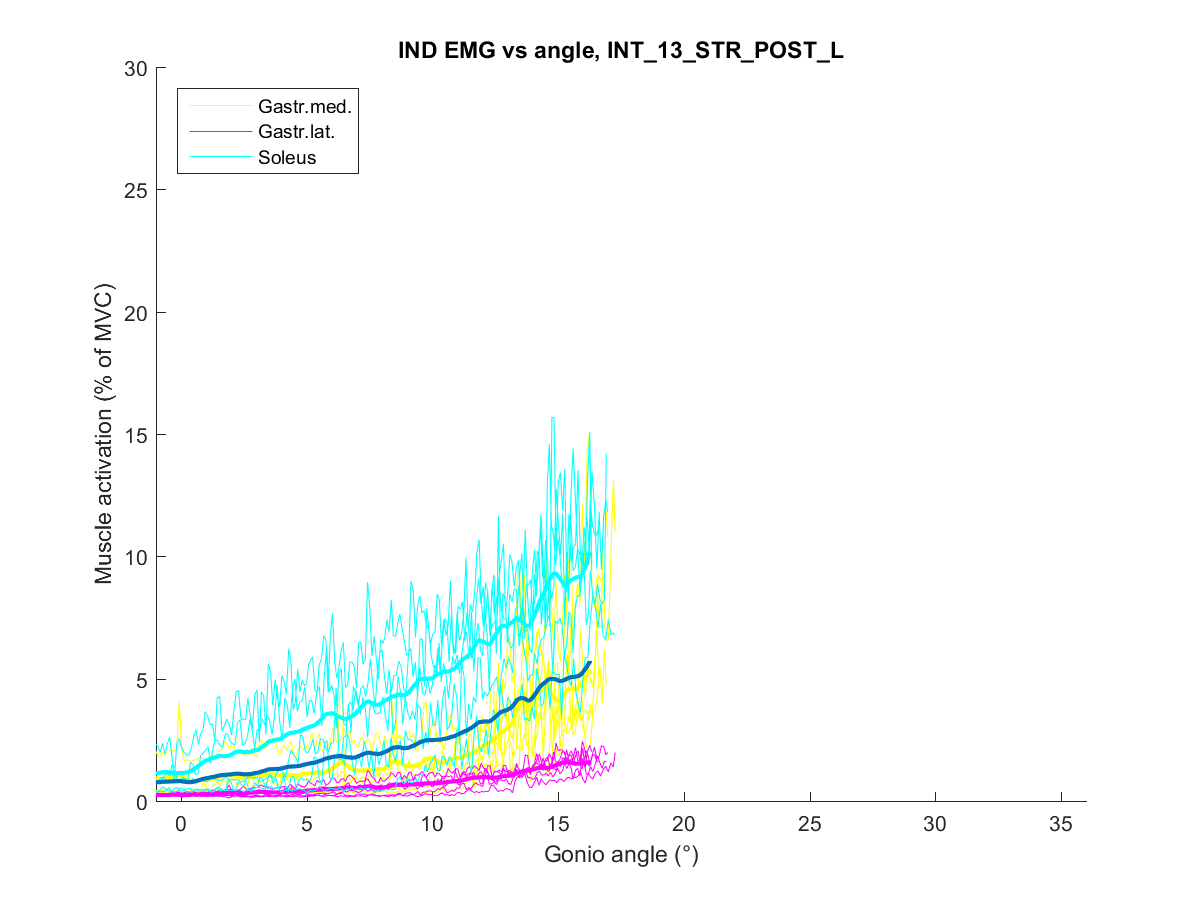 IND EMG vs angle, INT_13_STR_POST_L
30
25
20
15
10
5
0
Gastr.med.
Gastr.lat.
Soleus
Muscle activation (% of MVC)
0 5 10 15 20 25 30 35
Gonio angle (°)